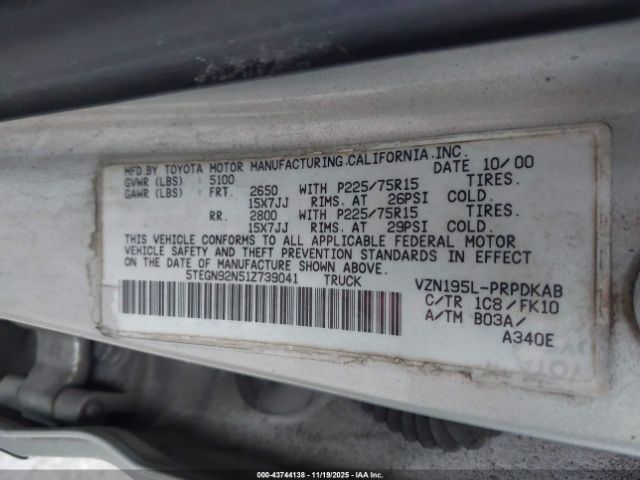 MFD BY TOYOTA MOTOR MANUFACTURING.CALIFORNIA.INC.
GVWR (LBS) : 5100 DATE 10/00
GAWR (LBS) : FRT. 2650 WITH P225/75R15 TIRES.
15X7JJ RIMS. AT 26PSI COLD.
RR. 2800 WITH P225/75R15 TIRES.
15X7JJ RIMS. AT 29PSI COLD.
THIS VEHICLE CONFORMS TO ALL APPLICABLE FEDERAL MOTOR
VEHICLE SAFETY AND THEFT PREVENTION STANDARDS IN EFFECT
ON THE DATE OF MANUFACTURE SHOWN ABOVE.
5TEGN92N51Z739041 TRUCK VZN195L-PRPDKAB
C/TR 1C8/FK10
A/TM B03A/
A340E
000-43744138 - 11/19/2025 - IAA Inc.